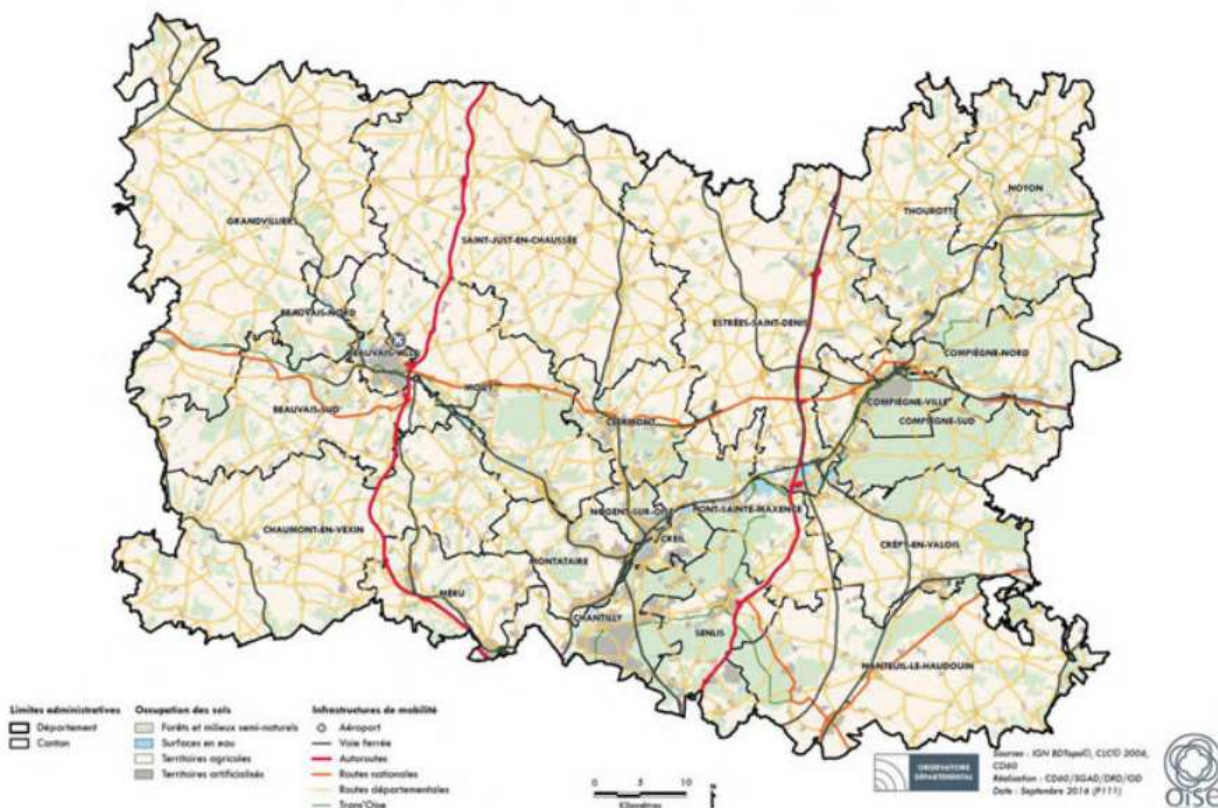 NOYON
THOUROTTE
GRANDVILLIERS
SAINT-JUST-EN-CHAUSSÉE
BEAUVAIS-NORD
ESTRÉES-SAINT-DENIS
BEAUVAIS-VILLE
COMPIÈGNE-NORD
MOUY
COMPIÈGNE-VILLE
BEAUVAIS-SUD
CLERMONT
COMPIÈGNE-SUD
NOGENT-SUR-OISE
PONT-SAINTE-MAXENCE
CHAUMONT-EN-VEXIN
CREIL
CRÉPY-EN-VALOIS
MONTATAIRE
MÉRU
CHANTILLY
SENLIS
NANTEUIL-LE-HAUDOUIN
Limites administratives
Département
Canton
Occupation des sols
Forêts et milieux semi-naturels
Surfaces en eau
Territoires agricoles
Territoires artificialisés
Infrastructures de mobilité
Aéroport
Voie ferrée
Autoroutes
Routes nationales
Routes départementales
Trans'Oise
0 5 10
Kilomètres
OBSERVATOIRE
DÉPARTEMENTAL
Sources : IGN BDTopo©, CLC© 2006,
CD60
Réalisation : CD60/SGAD/DRD/OD
Date : Septembre 2016 (P111)
oise